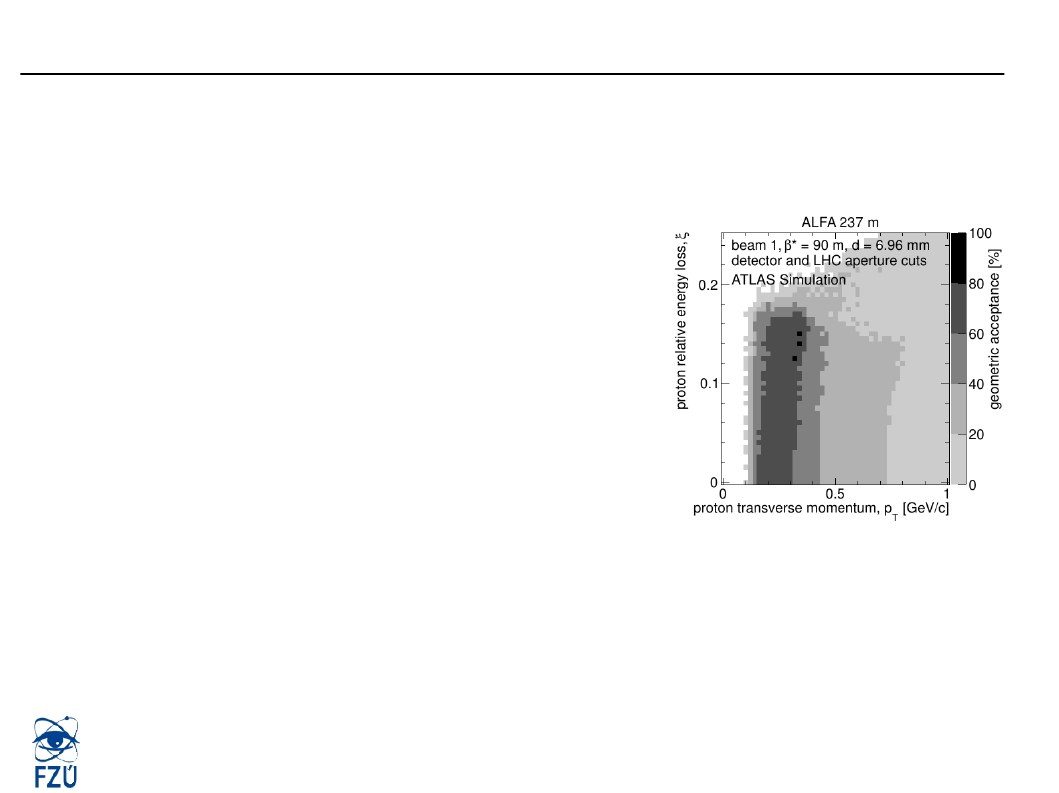 ALFA 237 m
beam 1, β* = 90 m, d = 6.96 mm
detector and LHC aperture cuts
ATLAS Simulation
proton relative energy loss, ξ
0.2
0.1
0
0
0.5
1
proton transverse momentum, p_T [GeV/c]
100
80
60
40
20
0
geometric acceptance [%]
FZÚ